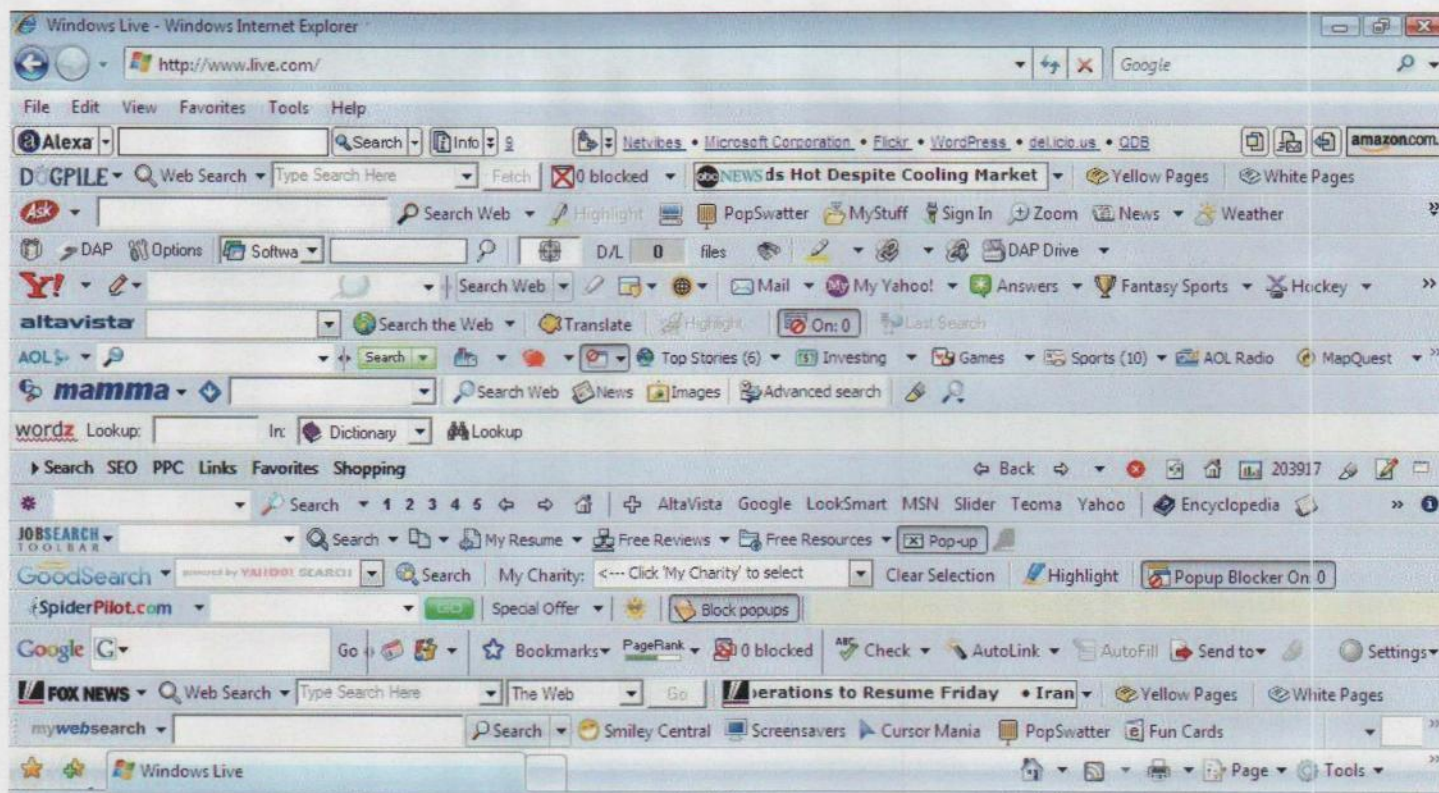 Windows Live - Windows Internet Explorer
http://www.live.com/ Google
File Edit View Favorites Tools Help
Alexa Search Info 9 Netvibes • Microsoft Corporation • Flickr • WordPress • del.icio.us • QDB amazon.com.
DOGPILE Web Search Type Search Here Fetch 0 blocked abc NEWS ds Hot Despite Cooling Market Yellow Pages White Pages
Ask Search Web Highlight PopSwatter MyStuff Sign In Zoom News Weather
DAP Options Softwa D/L 0 files DAP Drive
Y! Search Web Mail My My Yahoo! Answers Fantasy Sports Hockey
altavista Search the Web Translate Highlight On: 0 Last Search
AOL Search Top Stories (6) Investing Games Sports (10) AOL Radio MapQuest
mamma Search Web News Images Advanced search
wordz Lookup: In: Dictionary Lookup
Search SEO PPC Links Favorites Shopping Back 203917
Search 1 2 3 4 5 AltaVista Google LookSmart MSN Slider Teoma Yahoo Encyclopedia
JOBSEARCH TOOLBAR Search My Resume Free Reviews Free Resources Pop-up
GoodSearch powered by YAHOO! SEARCH Search My Charity: <--- Click 'My Charity' to select Clear Selection Highlight Popup Blocker On: 0
SpiderPilot.com GO Special Offer Block popups
Google G Go Bookmarks PageRank 0 blocked ABC Check AutoLink AutoFill Send to Settings
FOX NEWS Web Search Type Search Here The Web Go erations to Resume Friday • Iran Yellow Pages White Pages
mywebsearch Search Smiley Central Screensavers Cursor Mania PopSwatter Fun Cards
Windows Live Page Tools